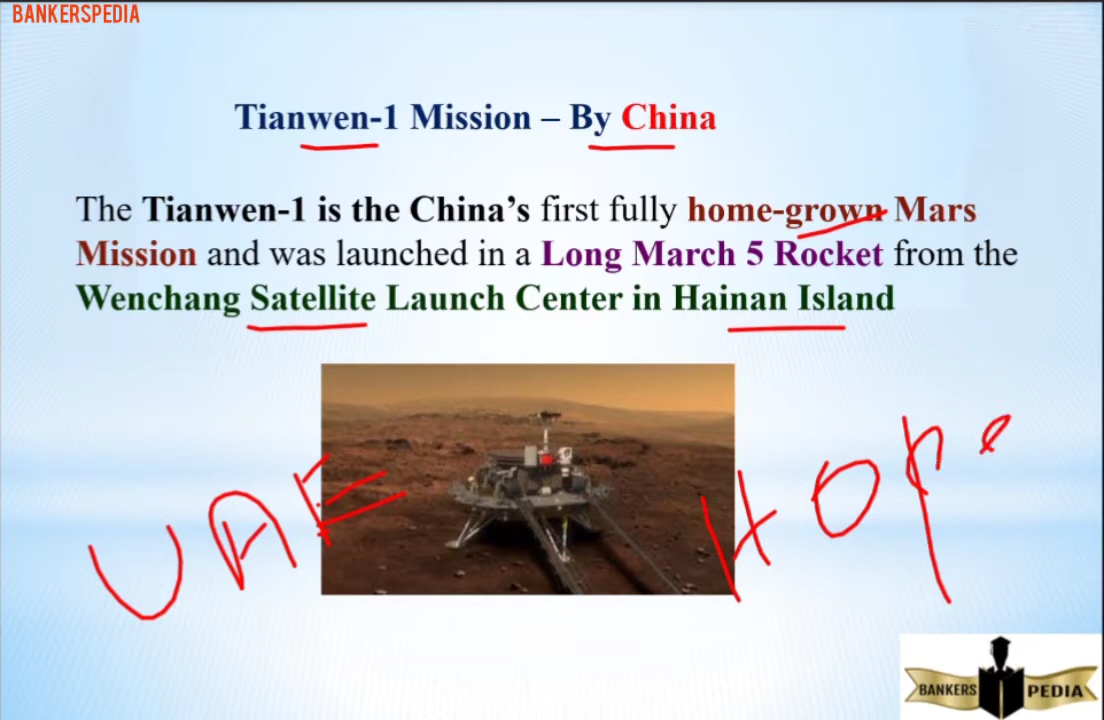 BANKERSPEDIA
Tianwen-1 Mission – By China
The Tianwen-1 is the China’s first fully home-grown Mars
Mission and was launched in a Long March 5 Rocket from the
Wenchang Satellite Launch Center in Hainan Island
UAE HOPe
BANKERS PEDIA